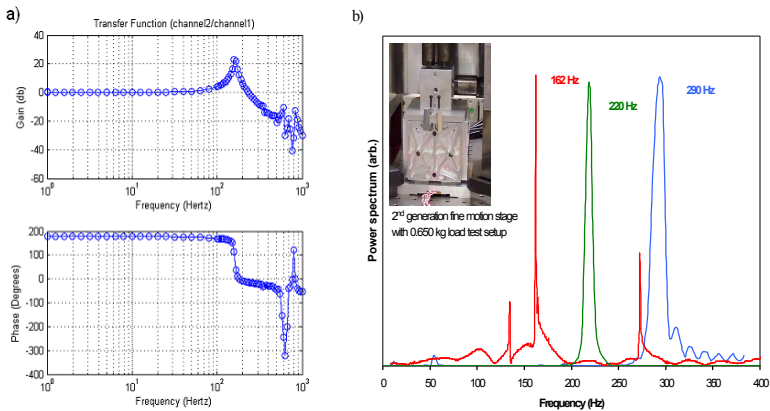 a)
Transfer Function (channel2/channel1)
40
20
0
-20
-40
-60
Gain (db)
10^0
10^1
10^2
10^3
Frequency (Hertz)
200
100
0
-100
-200
-300
-400
Phase (Degrees)
10^0
10^1
10^2
10^3
Frequency (Hertz)
b)
162 Hz
220 Hz
290 Hz
2nd generation fine motion stage
with 0.650 kg load test setup
Power spectrum (arb.)
0
50
100
150
200
250
300
350
400
Frequency (Hz)